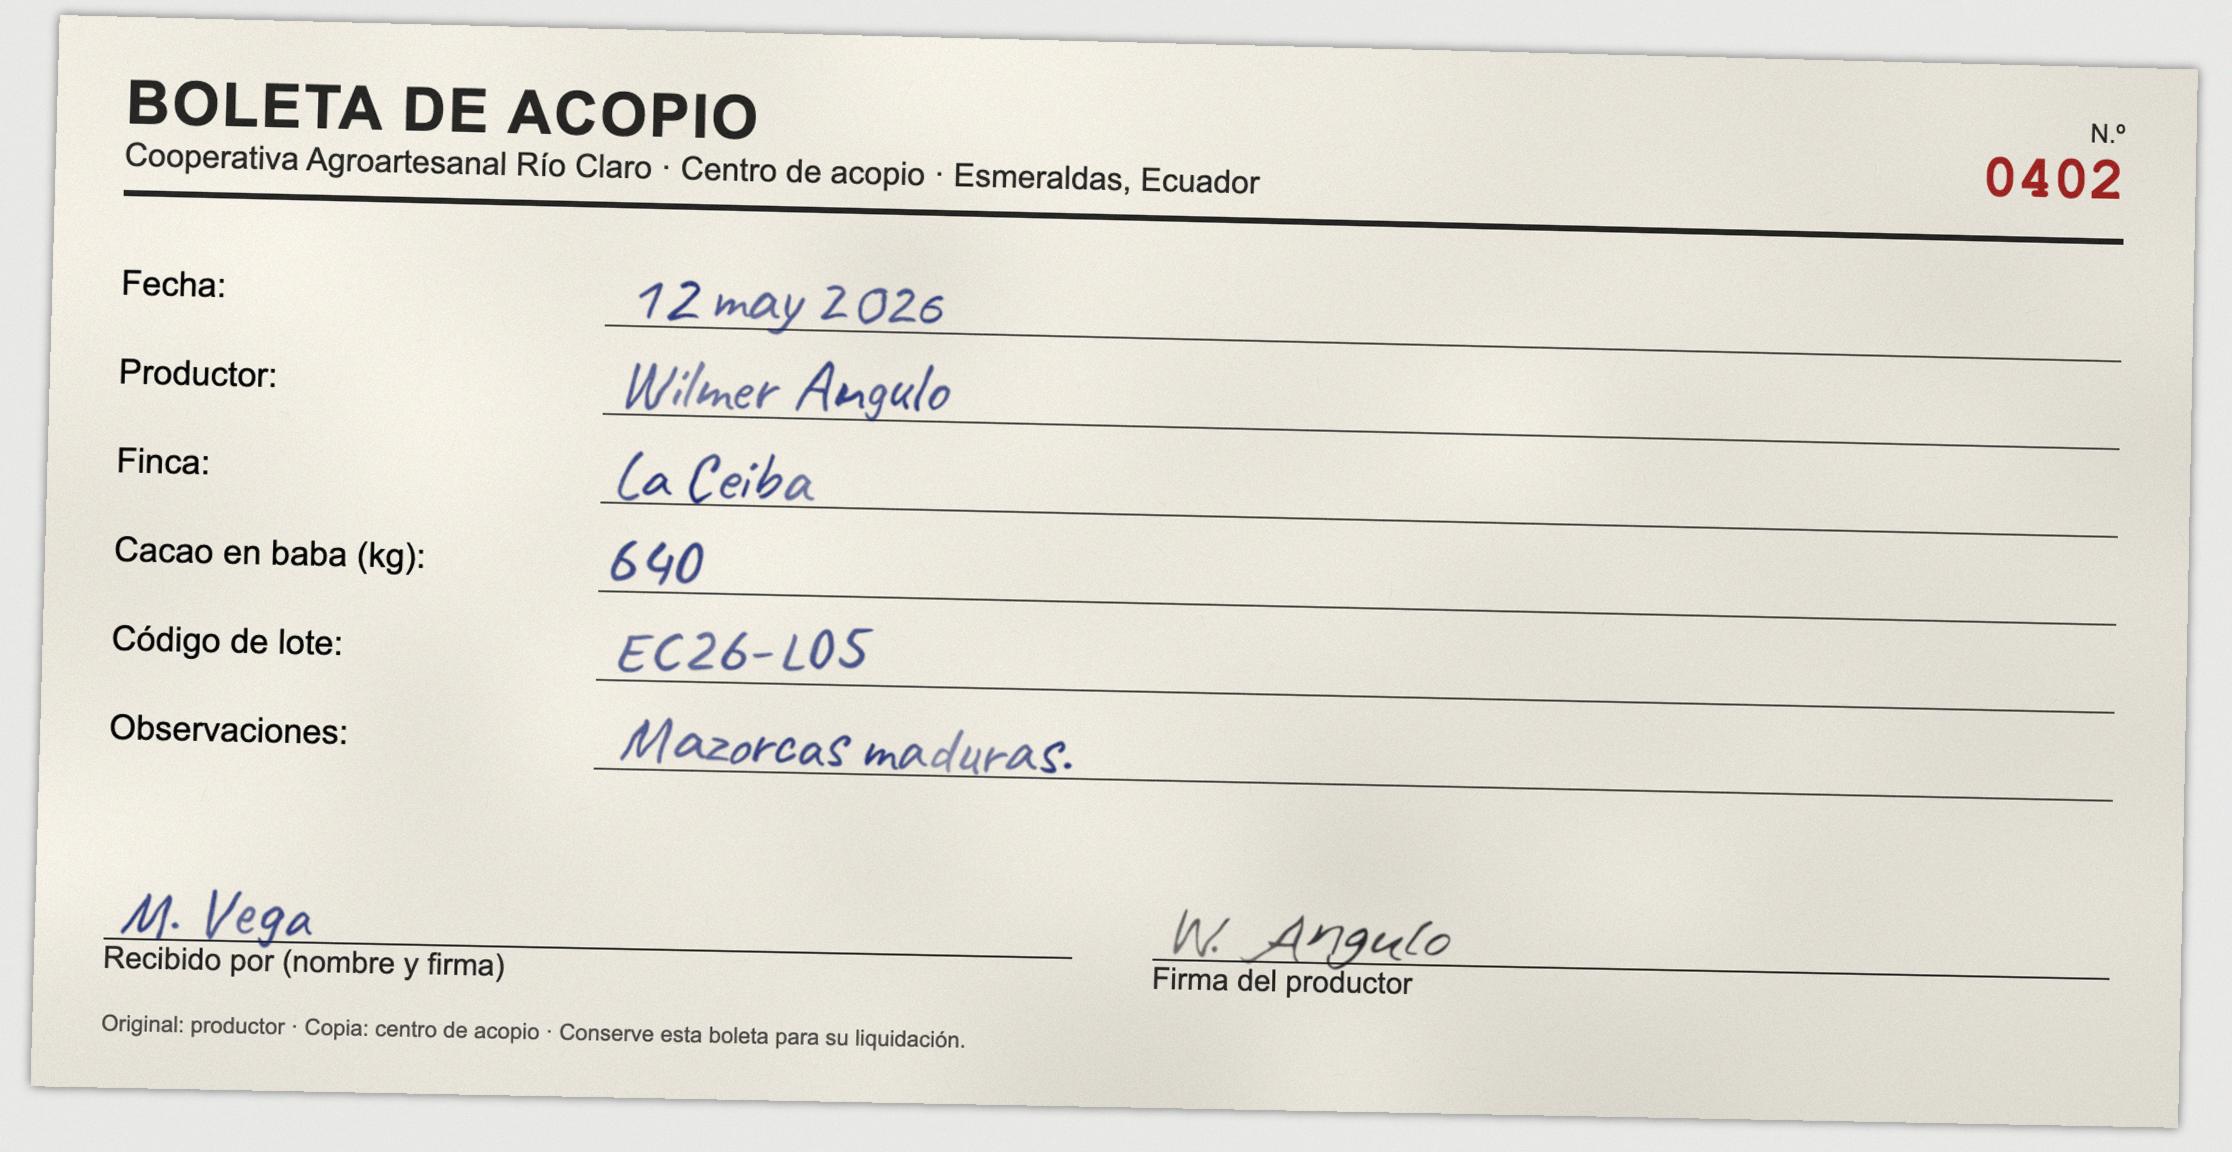 BOLETA DE ACOPIO
Cooperativa Agroartesanal Río Claro · Centro de acopio · Esmeraldas, Ecuador
N.º
0402
Fecha: 12 may 2026
Productor: Wilmer Angulo
Finca: La Ceiba
Cacao en baba (kg): 640
Código de lote: EC26-L05
Observaciones: Mazorcas maduras.
M. Vega
Recibido por (nombre y firma)
W. Angulo
Firma del productor
Original: productor · Copia: centro de acopio · Conserve esta boleta para su liquidación.